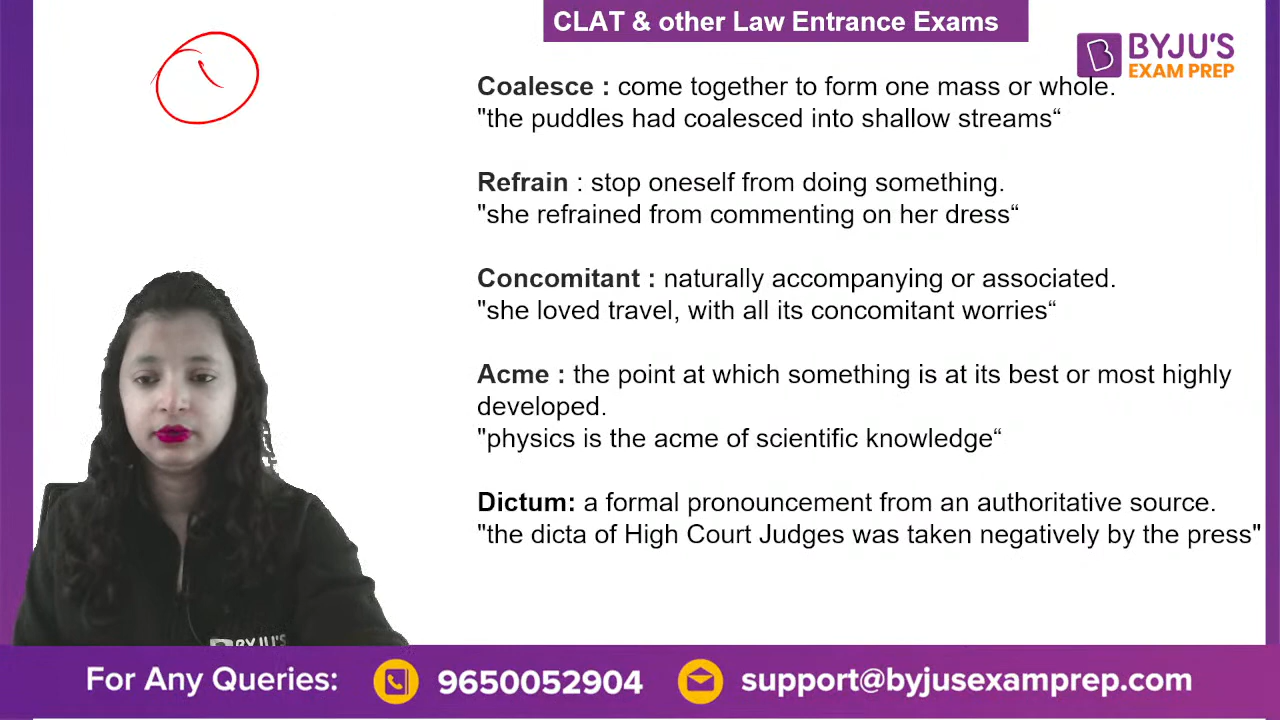 CLAT & other Law Entrance Exams
BYJU'S
EXAM PREP
Coalesce : come together to form one mass or whole.
"the puddles had coalesced into shallow streams“
Refrain : stop oneself from doing something.
"she refrained from commenting on her dress“
Concomitant : naturally accompanying or associated.
"she loved travel, with all its concomitant worries“
Acme : the point at which something is at its best or most highly
developed.
"physics is the acme of scientific knowledge“
Dictum: a formal pronouncement from an authoritative source.
"the dicta of High Court Judges was taken negatively by the press"
BYJU'S
For Any Queries: 9650052904 support@byjusexamprep.com